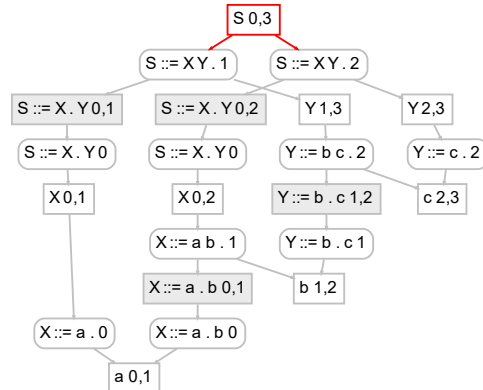 S 0,3
S ::= X Y . 1
S ::= X Y . 2
S ::= X . Y 0,1
S ::= X . Y 0,2
Y 1,3
Y 2,3
S ::= X . Y 0
S ::= X . Y 0
Y ::= b c . 2
Y ::= c . 2
X 0,1
X 0,2
Y ::= b . c 1,2
c 2,3
X ::= a b . 1
Y ::= b . c 1
X ::= a . b 0,1
b 1,2
X ::= a . 0
X ::= a . b 0
a 0,1